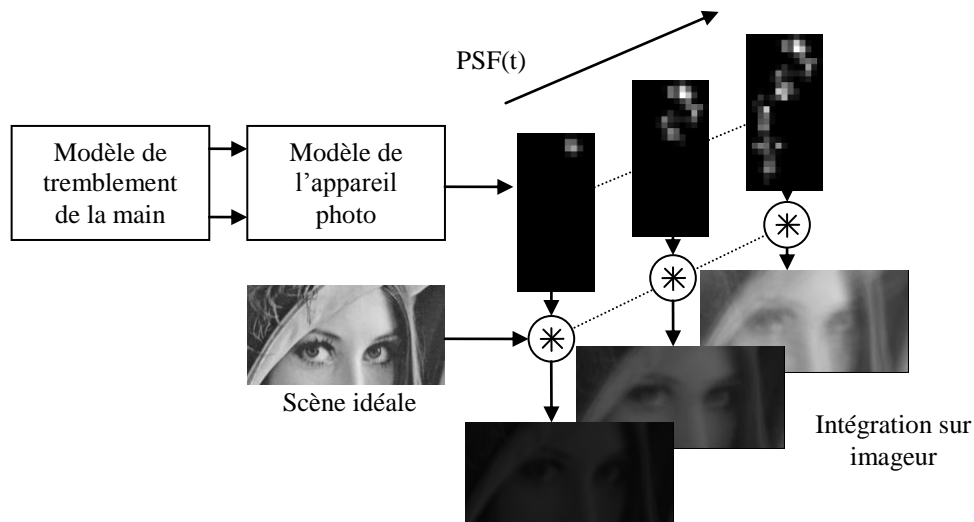 PSF(t)
Modèle de
tremblement
de la main
Modèle de
l’appareil
photo
Scène idéale
Intégration sur
imageur